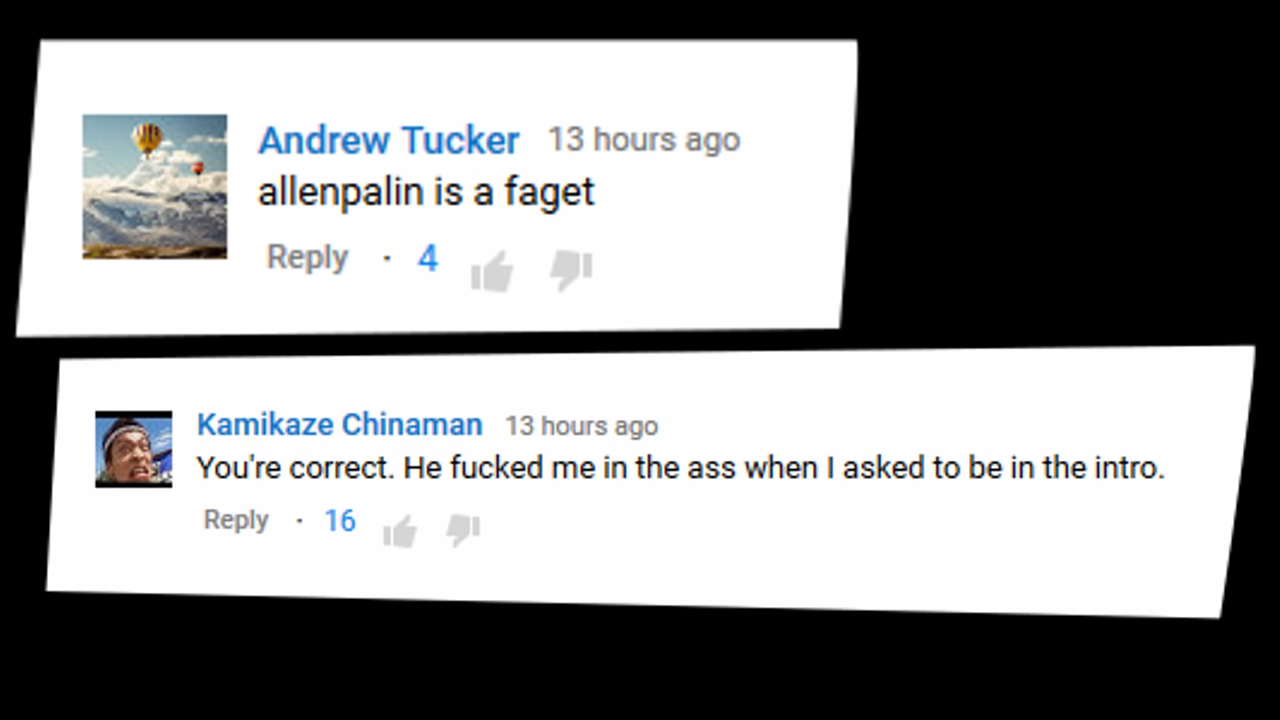 Andrew Tucker 13 hours ago
allenpalin is a faget
Reply · 4
Kamikaze Chinaman 13 hours ago
You're correct. He fucked me in the ass when I asked to be in the intro.
Reply · 16